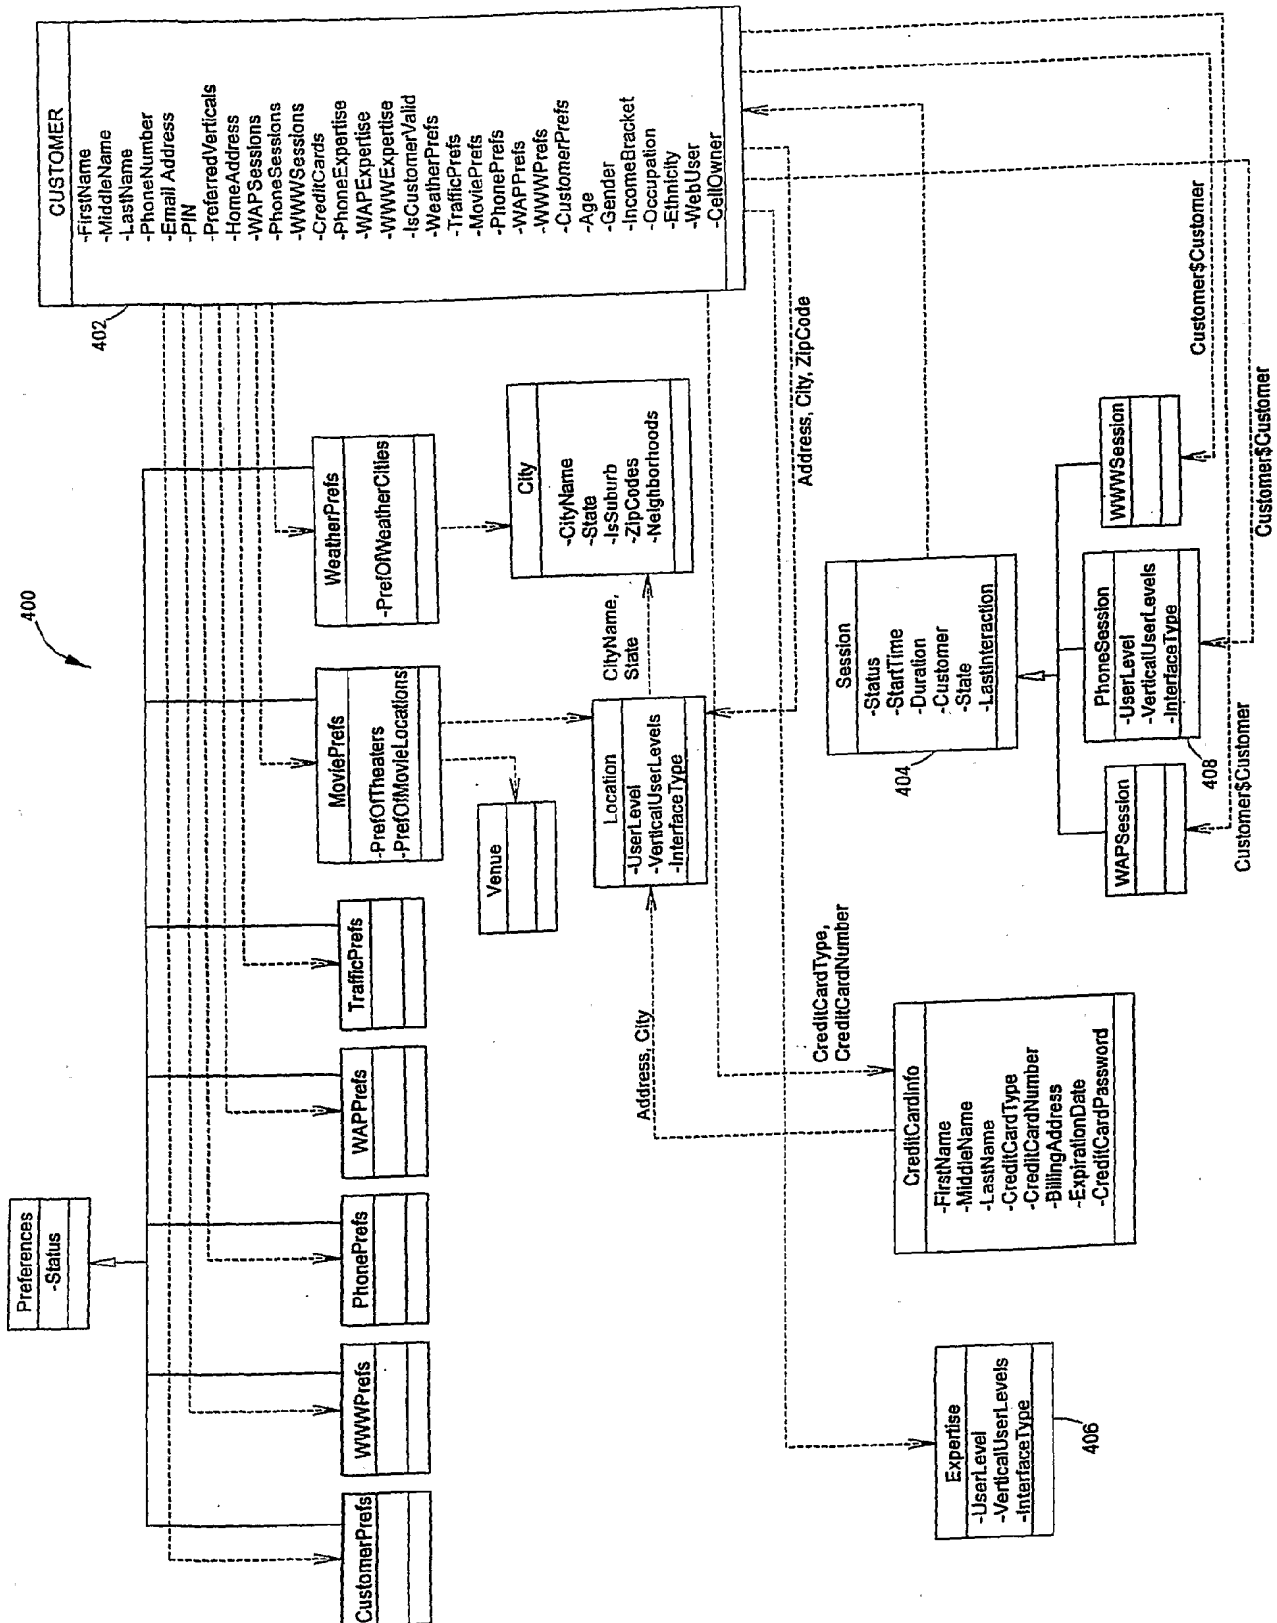 400
Preferences
-Status
CustomerPrefs
WWWPrefs
PhonePrefs
WAPPrefs
TrafficPrefs
MoviePrefs
-PrefOfTheaters
-PrefOfMovieLocations
WeatherPrefs
-PrefOfWeatherCities
CUSTOMER
-FirstName
-MiddleName
-LastName
-PhoneNumber
-Email Address
-PIN
-PreferredVerticals
-HomeAddress
-WAPSessions
-PhoneSessions
-WWWSessions
-CreditCards
-PhoneExpertise
-WAPExpertise
-WWWExpertise
-IsCustomerValid
-WeatherPrefs
-TrafficPrefs
-MoviePrefs
-PhonePrefs
-WAPPrefs
-WWWPrefs
-CustomerPrefs
-Age
-Gender
-IncomeBracket
-Occupation
-Ethnicity
-WebUser
-CellOwner
402
Venue
City
-CityName
-State
-IsSuburb
-ZipCodes
-Neighborhoods
CityName,
State
Location
-UserLevel
-VerticalUserLevels
-InterfaceType
Address, City
Address, City, ZipCode
CreditCardType,
CreditCardNumber
Expertise
-UserLevel
-VerticalUserLevels
-InterfaceType
406
CreditCardInfo
-FirstName
-MiddleName
-LastName
-CreditCardType
-CreditCardNumber
-BillingAddress
-ExpirationDate
-CreditCardPassword
Session
-Status
-StartTime
-Duration
-Customer
-State
-LastInteraction
404
WAPSession
PhoneSession
-UserLevel
-VerticalUserLevels
-InterfaceType
408
WWWSession
Customer$Customer
Customer$Customer
Customer$Customer